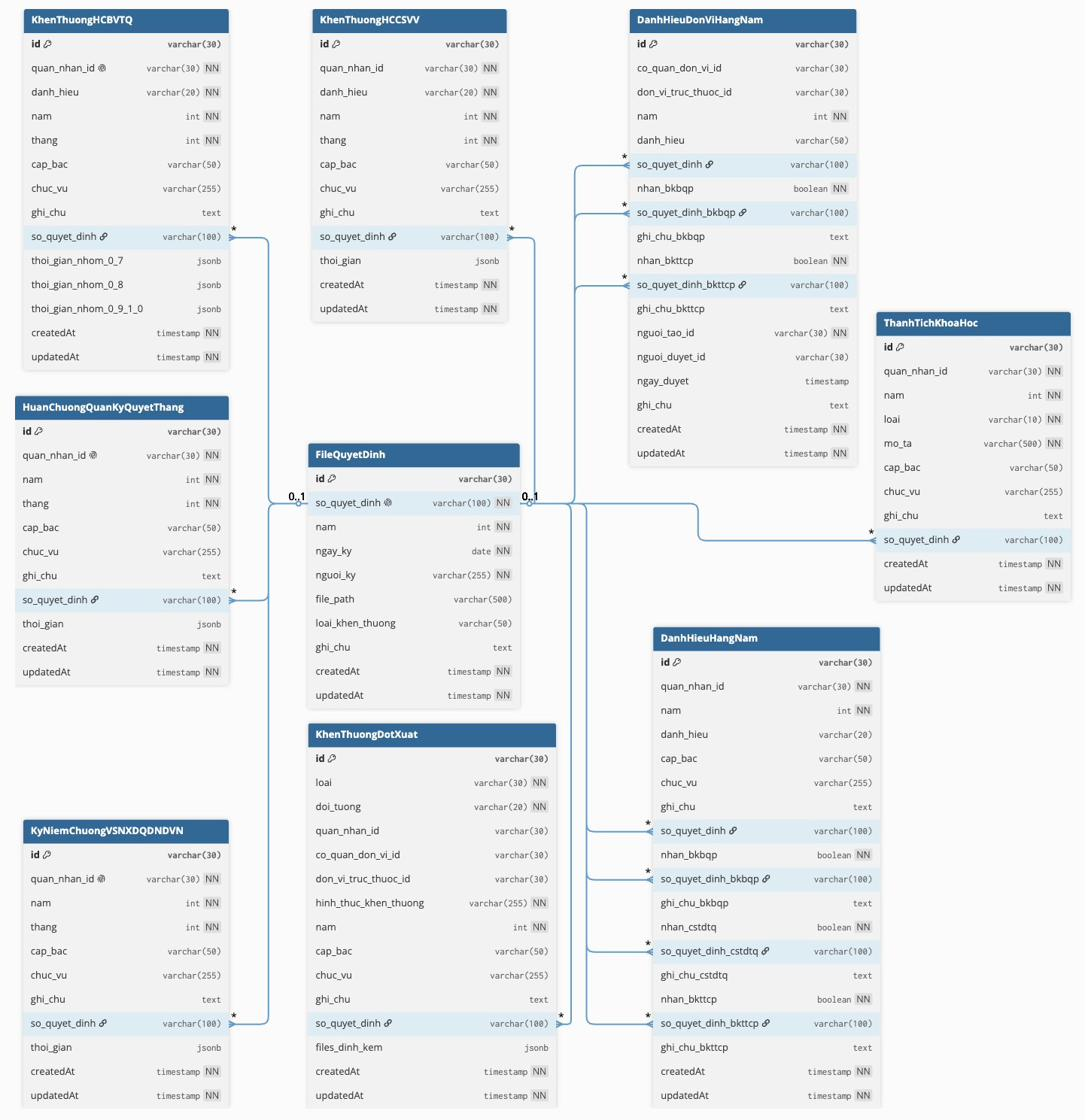 KhenThuongHCBVTQ
id varchar(30)
quan_nhan_id varchar(30) NN
danh_hieu varchar(20) NN
nam int NN
thang int NN
cap_bac varchar(50)
chuc_vu varchar(255)
ghi_chu text
so_quyet_dinh varchar(100)
*
thoi_gian_nhom_0_7 jsonb
thoi_gian_nhom_0_8 jsonb
thoi_gian_nhom_0_9_1_0 jsonb
createdAt timestamp NN
updatedAt timestamp NN
KhenThuongHCCSVV
id varchar(30)
quan_nhan_id varchar(30) NN
danh_hieu varchar(20) NN
nam int NN
thang int NN
cap_bac varchar(50)
chuc_vu varchar(255)
ghi_chu text
so_quyet_dinh varchar(100)
*
thoi_gian jsonb
createdAt timestamp NN
updatedAt timestamp NN
DanhHieuDonViHangNam
id varchar(30)
co_quan_don_vi_id varchar(30)
don_vi_truc_thuoc_id varchar(30)
nam int NN
danh_hieu varchar(50)
*
so_quyet_dinh varchar(100)
nhan_bkbqp boolean NN
*
so_quyet_dinh_bkbqp varchar(100)
ghi_chu_bkbqp text
nhan_bkttcp boolean NN
*
so_quyet_dinh_bkttcp varchar(100)
ghi_chu_bkttcp text
nguoi_tao_id varchar(30) NN
nguoi_duyet_id varchar(30)
ngay_duyet timestamp
ghi_chu text
createdAt timestamp NN
updatedAt timestamp NN
ThanhTichKhoaHoc
id varchar(30)
quan_nhan_id varchar(30) NN
nam int NN
loai varchar(10) NN
mo_ta varchar(500) NN
cap_bac varchar(50)
chuc_vu varchar(255)
ghi_chu text
*
so_quyet_dinh varchar(100)
createdAt timestamp NN
updatedAt timestamp NN
HuanChuongQuanKyQuyetThang
id varchar(30)
quan_nhan_id varchar(30) NN
nam int NN
thang int NN
cap_bac varchar(50)
chuc_vu varchar(255)
ghi_chu text
so_quyet_dinh varchar(100)
*
thoi_gian jsonb
createdAt timestamp NN
updatedAt timestamp NN
FileQuyetDinh
id varchar(30)
0..1
so_quyet_dinh varchar(100) NN
0..1
nam int NN
ngay_ky date NN
nguoi_ky varchar(255) NN
file_path varchar(500)
loai_khen_thuong varchar(50)
ghi_chu text
createdAt timestamp NN
updatedAt timestamp NN
KhenThuongDotXuat
id varchar(30)
loai varchar(30) NN
doi_tuong varchar(20) NN
quan_nhan_id varchar(30)
co_quan_don_vi_id varchar(30)
don_vi_truc_thuoc_id varchar(30)
hinh_thuc_khen_thuong varchar(255) NN
nam int NN
cap_bac varchar(50)
chuc_vu varchar(255)
ghi_chu text
so_quyet_dinh varchar(100)
*
files_dinh_kem jsonb
createdAt timestamp NN
updatedAt timestamp NN
DanhHieuHangNam
id varchar(30)
quan_nhan_id varchar(30) NN
nam int NN
danh_hieu varchar(20)
cap_bac varchar(50)
chuc_vu varchar(255)
ghi_chu text
*
so_quyet_dinh varchar(100)
nhan_bkbqp boolean NN
*
so_quyet_dinh_bkbqp varchar(100)
ghi_chu_bkbqp text
nhan_cstdtq boolean NN
*
so_quyet_dinh_cstdtq varchar(100)
ghi_chu_cstdtq text
nhan_bkttcp boolean NN
*
so_quyet_dinh_bkttcp varchar(100)
ghi_chu_bkttcp text
createdAt timestamp NN
updatedAt timestamp NN
KyNiemChuongVSNXDQDNDVN
id varchar(30)
quan_nhan_id varchar(30) NN
nam int NN
thang int NN
cap_bac varchar(50)
chuc_vu varchar(255)
ghi_chu text
so_quyet_dinh varchar(100)
*
thoi_gian jsonb
createdAt timestamp NN
updatedAt timestamp NN